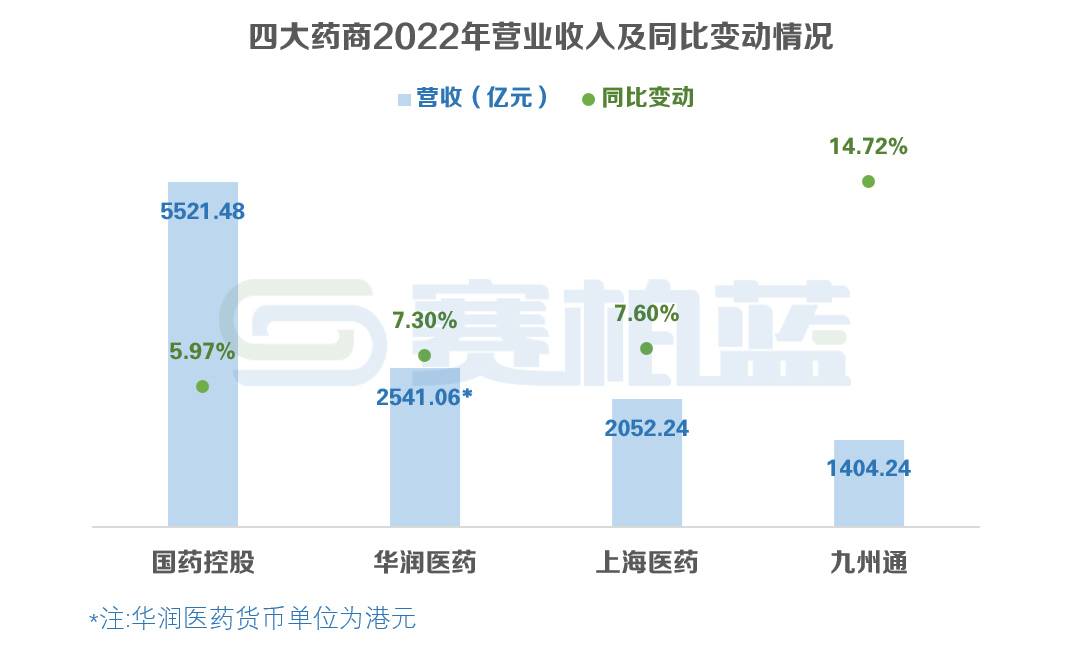 四大药商2022年营业收入及同比变动情况
营收（亿元） 同比变动
14.72%
5521.48
7.60%
7.30%
5.97%
2541.06*
2052.24
1404.24
赛柏蓝
国药控股 华润医药 上海医药 九州通
*注:华润医药货币单位为港元